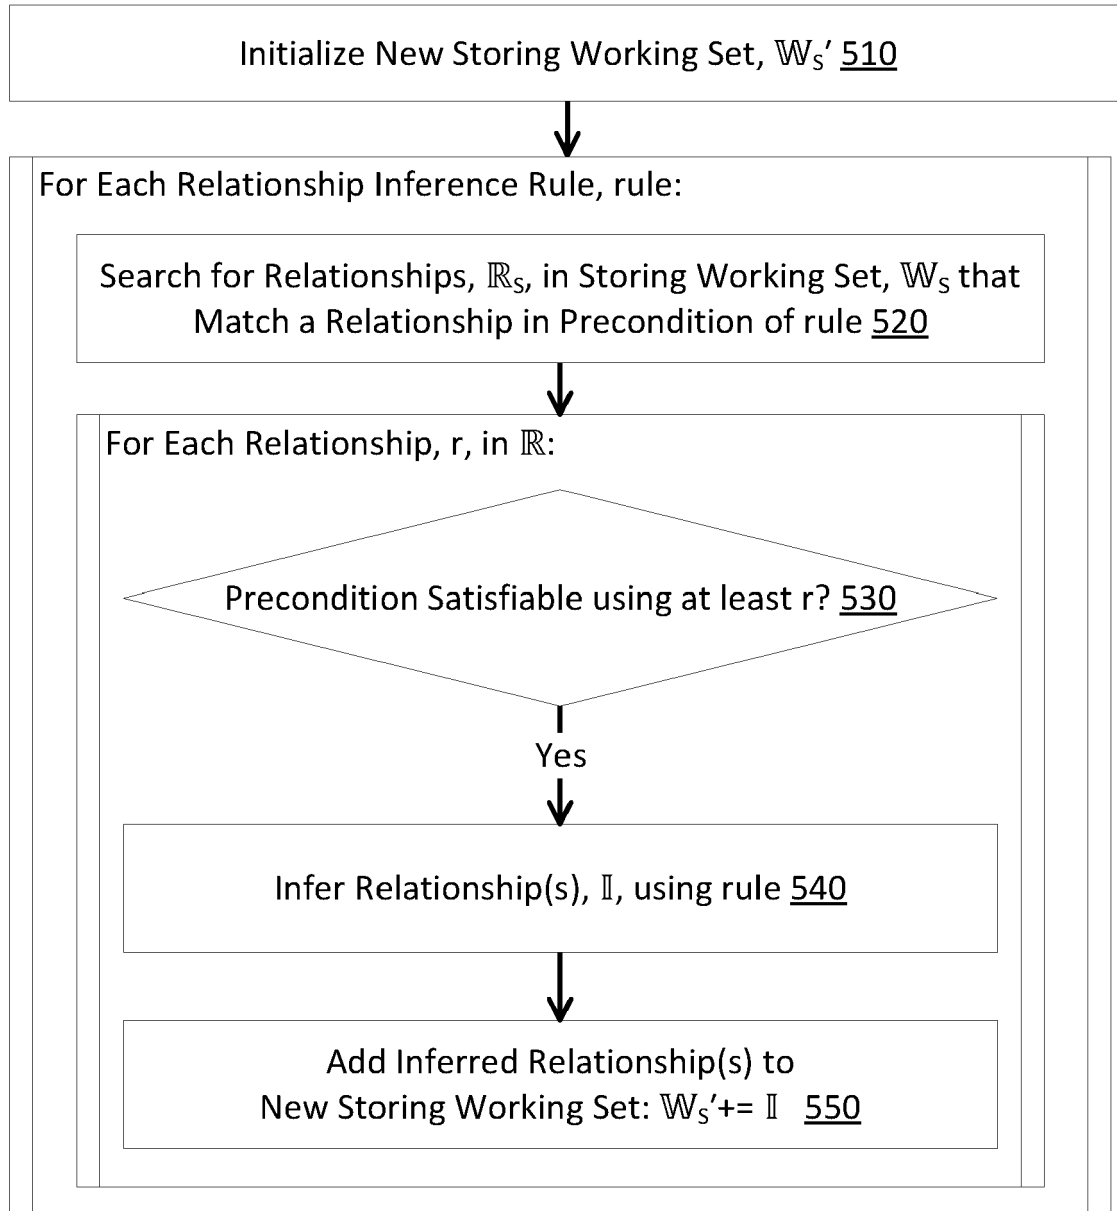 Initialize New Storing Working Set, 𝕎ₛ′ 510
For Each Relationship Inference Rule, rule:
Search for Relationships, ℝₛ, in Storing Working Set, 𝕎ₛ that
Match a Relationship in Precondition of rule 520
For Each Relationship, r, in ℝ:
Precondition Satisfiable using at least r? 530
Yes
Infer Relationship(s), 𝕀, using rule 540
Add Inferred Relationship(s) to
New Storing Working Set: 𝕎ₛ′+= 𝕀 550